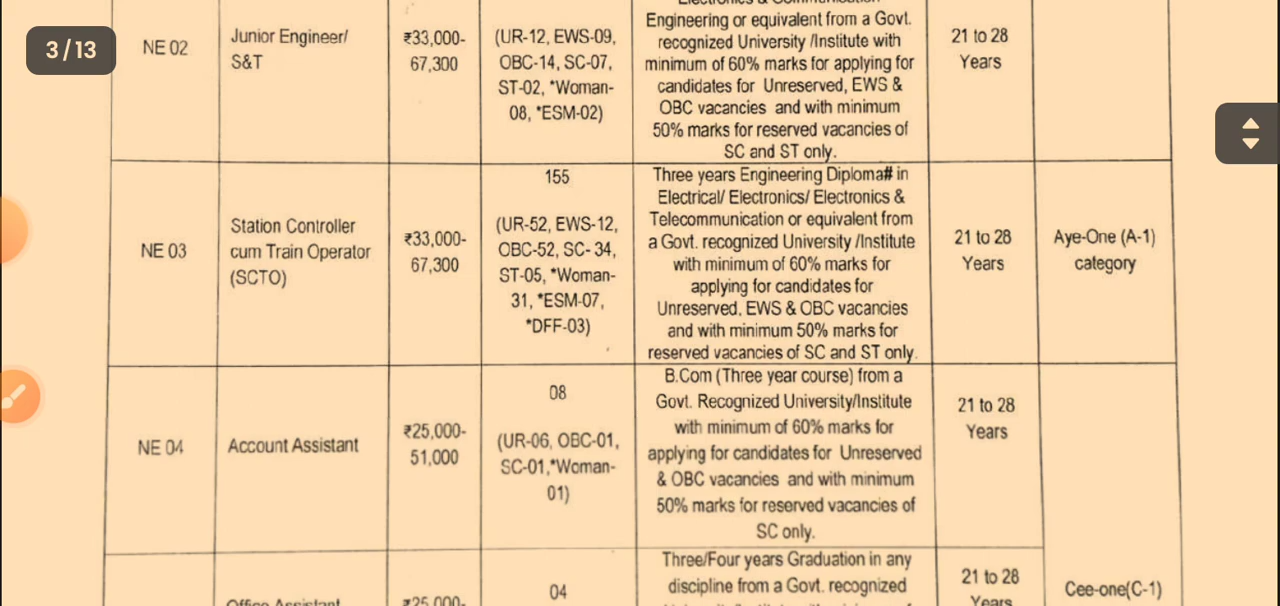 3/13
NE 02
Junior Engineer/
S&T
₹33,000-
67,300
(UR-12, EWS-09,
OBC-14, SC-07,
ST-02, *Woman-
08, *ESM-02)
Engineering or equivalent from a Govt.
recognized University /Institute with
minimum of 60% marks for applying for
candidates for Unreserved, EWS &
OBC vacancies and with minimum
50% marks for reserved vacancies of
SC and ST only.
21 to 28
Years
NE 03
Station Controller
cum Train Operator
(SCTO)
₹33,000-
67,300
155
(UR-52, EWS-12,
OBC-52, SC- 34,
ST-05, *Woman-
31, *ESM-07,
*DFF-03)
Three years Engineering Diploma# in
Electrical/ Electronics/ Electronics &
Telecommunication or equivalent from
a Govt. recognized University /Institute
with minimum of 60% marks for
applying for candidates for
Unreserved, EWS & OBC vacancies
and with minimum 50% marks for
reserved vacancies of SC and ST only.
21 to 28
Years
Aye-One (A-1)
category
NE 04
Account Assistant
₹25,000-
51,000
08
(UR-06, OBC-01,
SC-01,*Woman-
01)
B.Com (Three year course) from a
Govt. Recognized University/Institute
with minimum of 60% marks for
applying for candidates for Unreserved
& OBC vacancies and with minimum
50% marks for reserved vacancies of
SC only.
21 to 28
Years
Office Assistant
₹25,000-
04
Three/Four years Graduation in any
discipline from a Govt. recognized
21 to 28
Years
Cee-one(C-1)